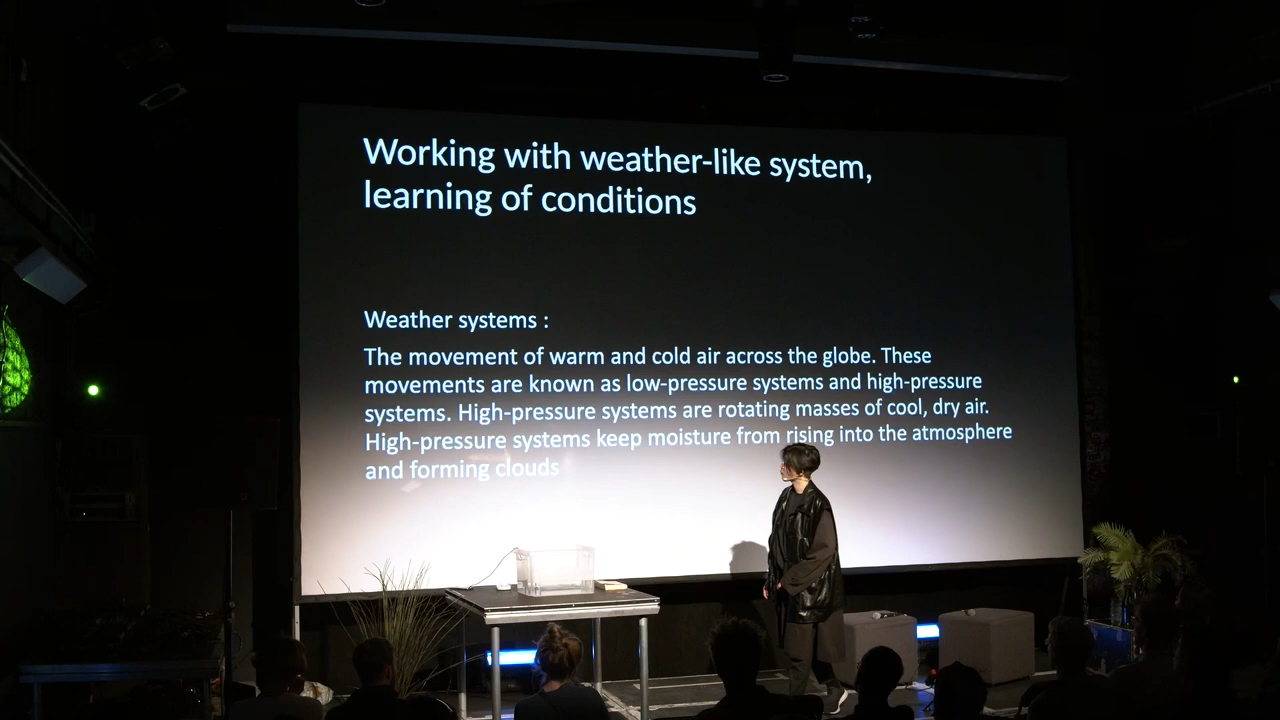 Working with weather-like system,
learning of conditions
Weather systems :
The movement of warm and cold air across the globe. These
movements are known as low-pressure systems and high-pressure
systems. High-pressure systems are rotating masses of cool, dry air.
High-pressure systems keep moisture from rising into the atmosphere
and forming clouds